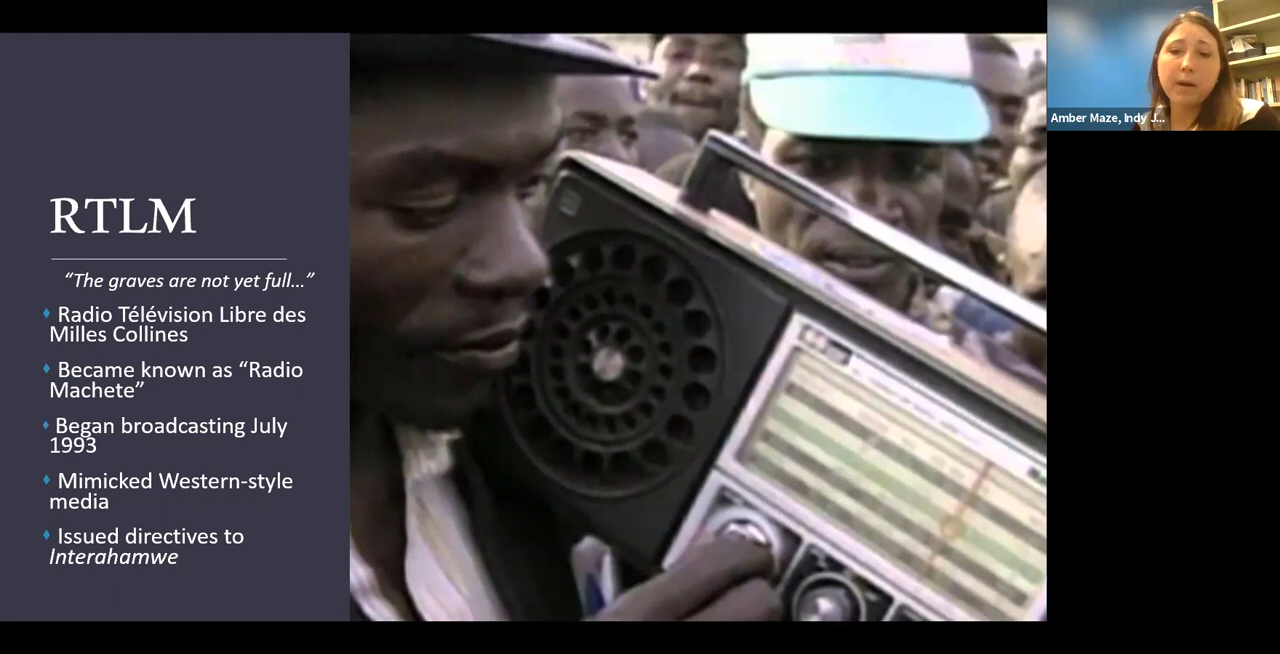 RTLM
“The graves are not yet full...”
Radio Télévision Libre des
Milles Collines
Became known as “Radio
Machete”
Began broadcasting July
1993
Mimicked Western-style
media
Issued directives to
Interahamwe
Amber Maze, Indy J...